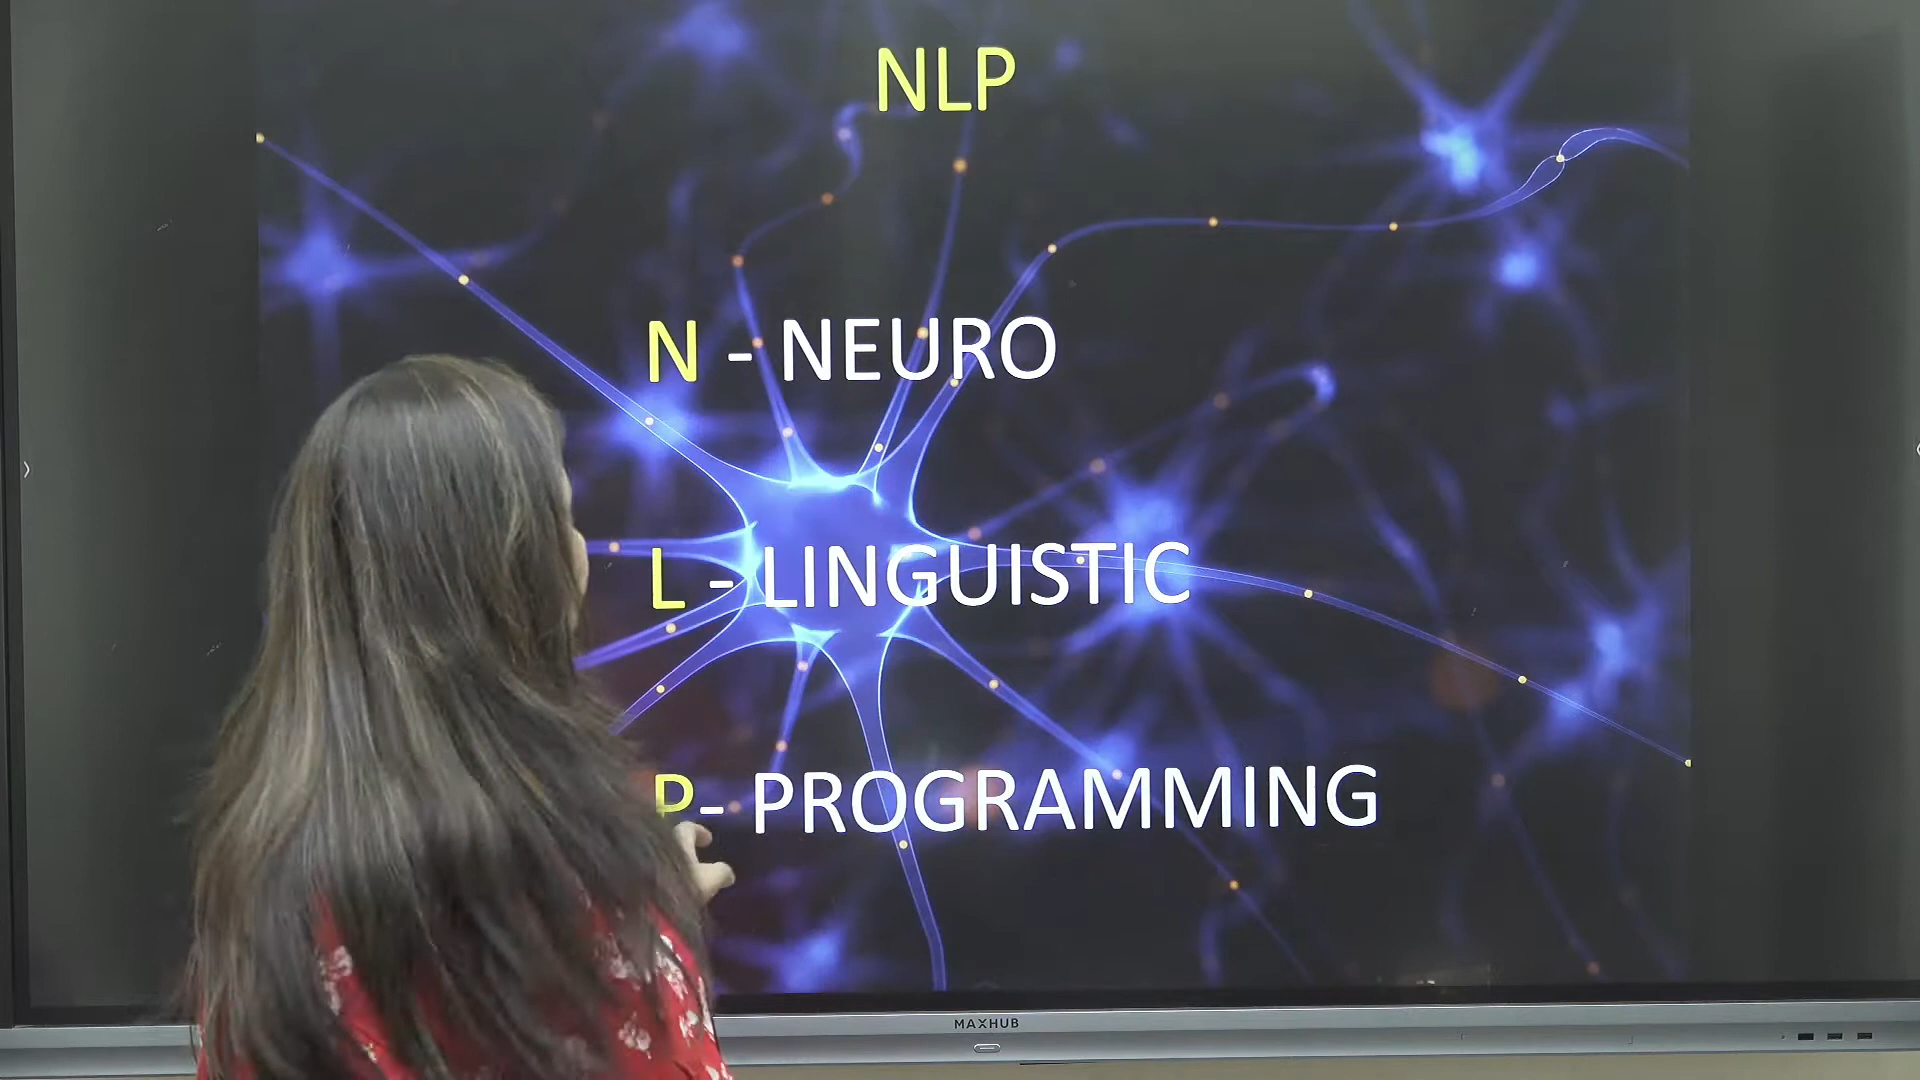 NLP
N - NEURO
L - LINGUISTIC
P- PROGRAMMING
MAXHUB